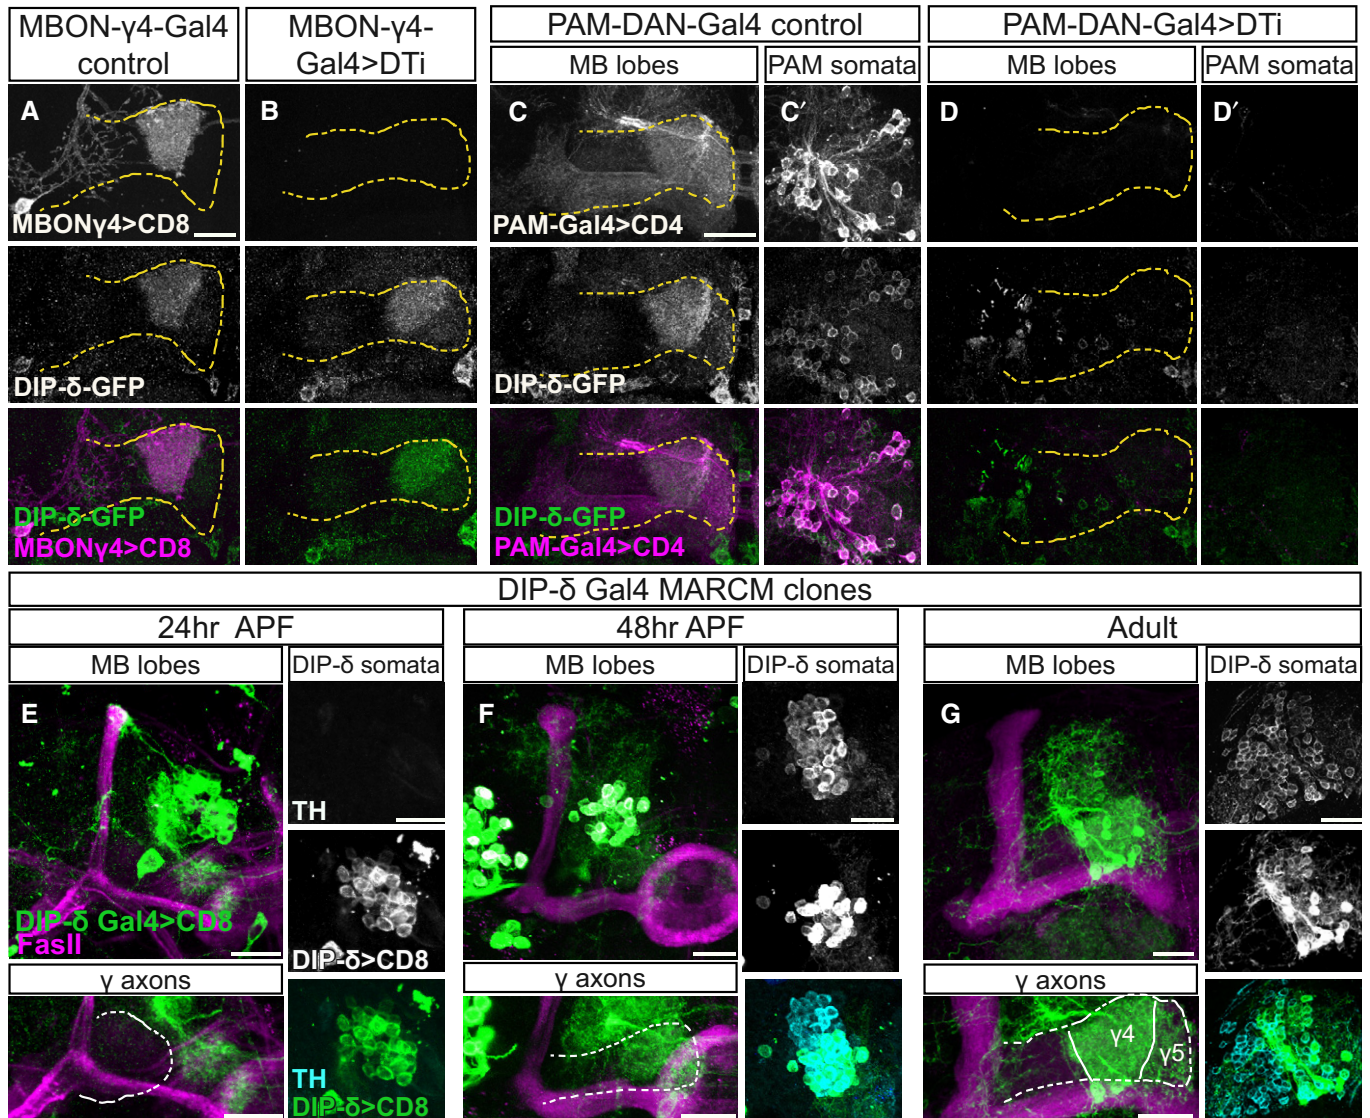 MBON-γ4-Gal4
control
MBON-γ4-
Gal4>DTi
PAM-DAN-Gal4 control
PAM-DAN-Gal4>DTi
MB lobes
PAM somata
MB lobes
PAM somata
A
B
C
C′
D
D′
MBONγ4>CD8
PAM-Gal4>CD4
DIP-δ-GFP
DIP-δ-GFP
DIP-δ-GFP
MBONγ4>CD8
DIP-δ-GFP
PAM-Gal4>CD4
DIP-δ Gal4 MARCM clones
24hr APF
48hr APF
Adult
MB lobes
DIP-δ somata
MB lobes
DIP-δ somata
MB lobes
DIP-δ somata
E
F
G
TH
DIP-δ Gal4>CD8
FasII
DIP-δ>CD8
γ axons
γ axons
γ axons
γ4
γ5
TH
DIP-δ>CD8